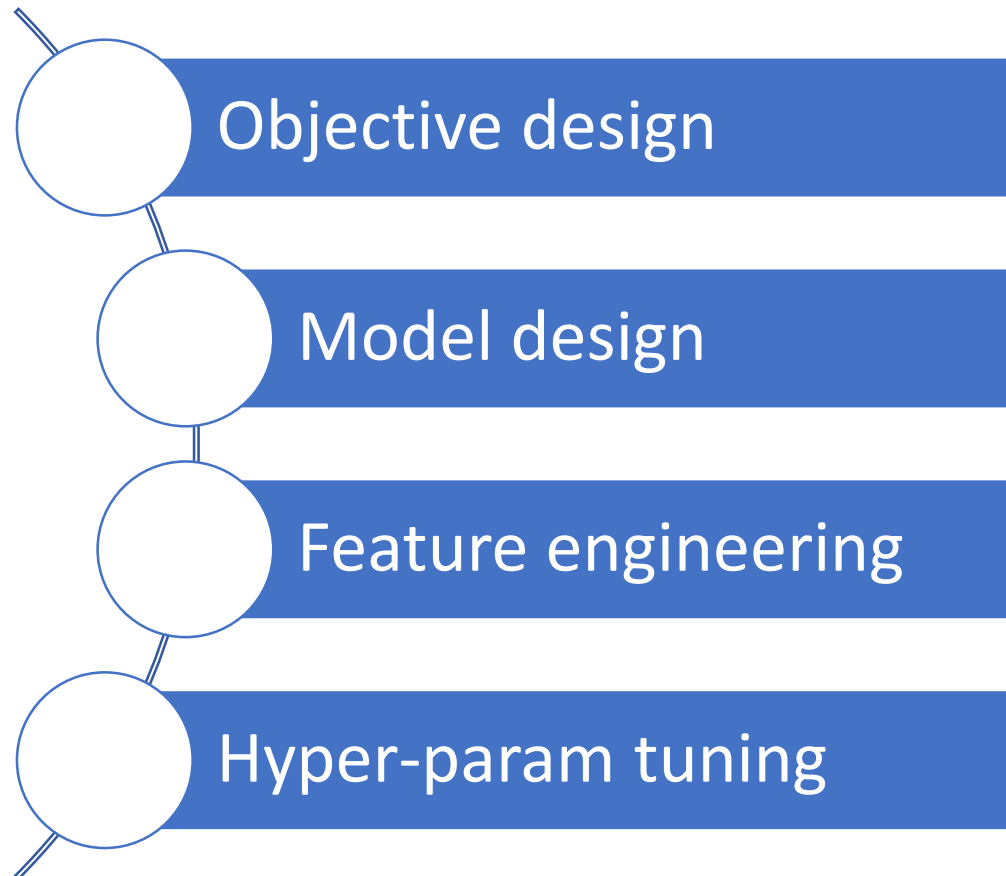 Objective design
Model design
Feature engineering
Hyper-param tuning